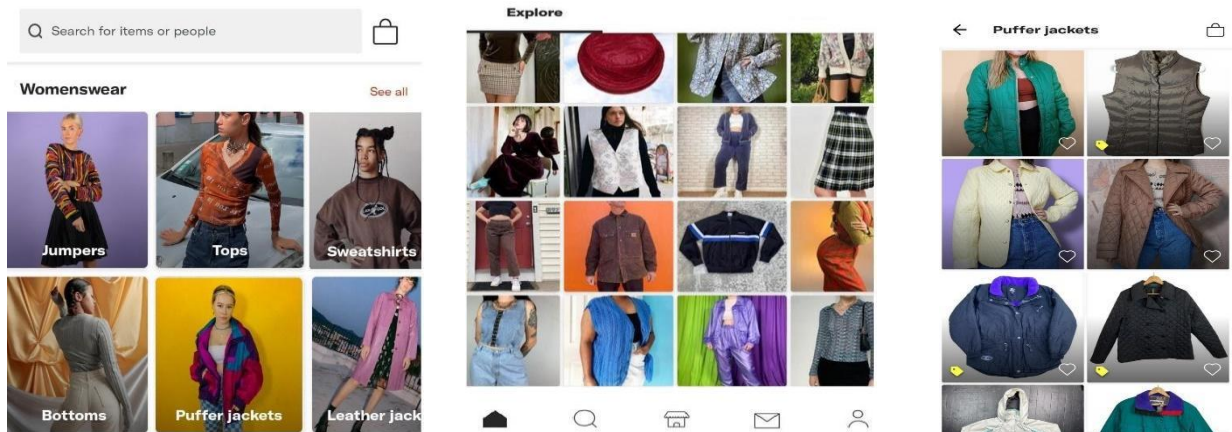 Search for items or people
Womenswear
See all
Jumpers
Tops
Sweatshirts
Bottoms
Puffer jackets
Leather jack
Explore
Puffer jackets